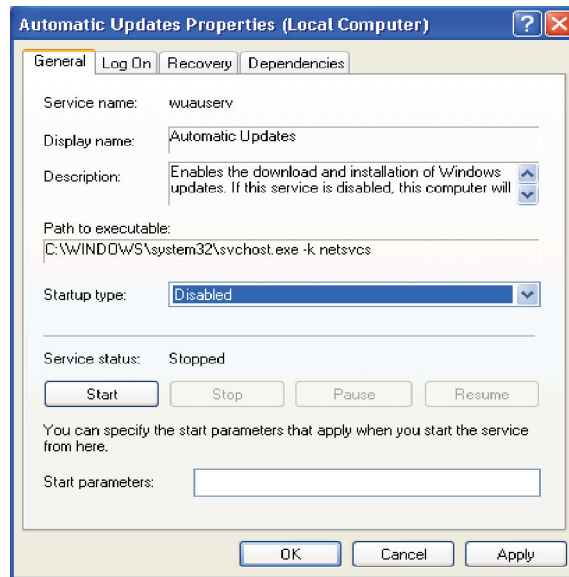 Automatic Updates Properties (Local Computer)
General Log On Recovery Dependencies
Service name: wuauserv
Display name: Automatic Updates
Description: Enables the download and installation of Windows
updates. If this service is disabled, this computer will
Path to executable:
C:\WINDOWS\system32\svchost.exe -k netsvcs
Startup type: Disabled
Service status: Stopped
Start Stop Pause Resume
You can specify the start parameters that apply when you start the service
from here.
Start parameters:
OK Cancel Apply